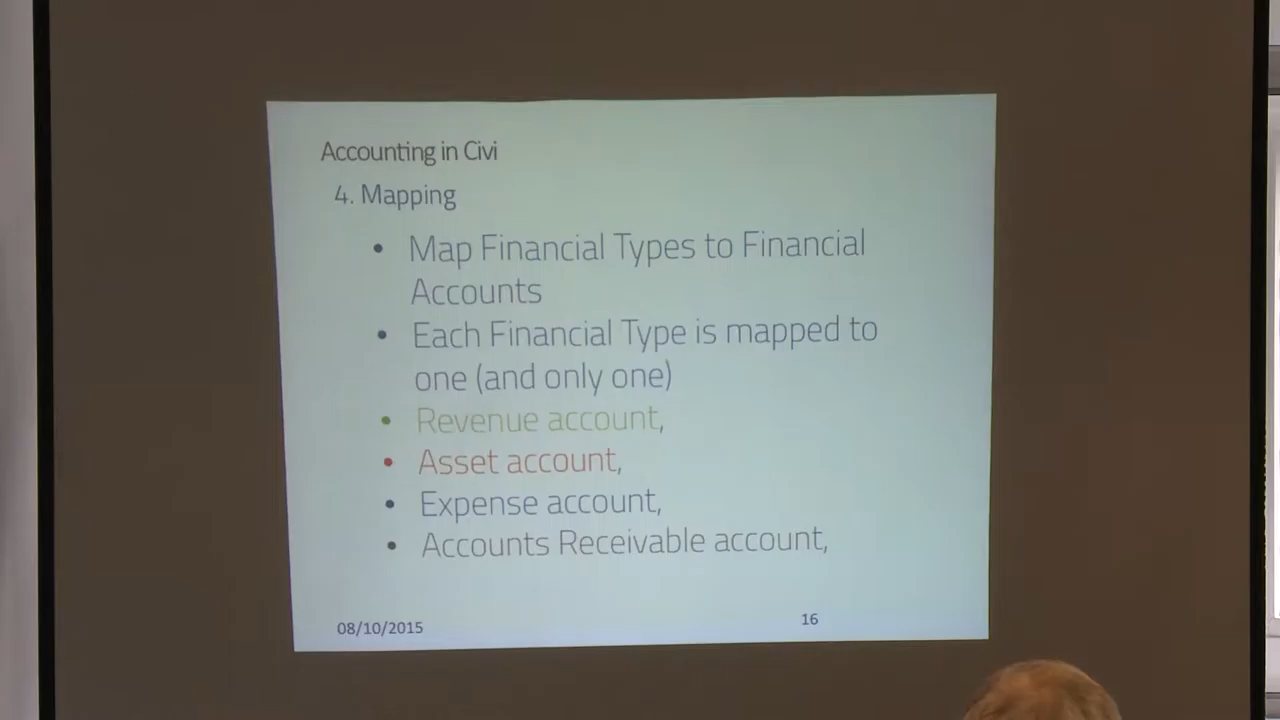 Accounting in Civi
4. Mapping
• Map Financial Types to Financial
Accounts
• Each Financial Type is mapped to
one (and only one)
• Revenue account,
• Asset account,
• Expense account,
• Accounts Receivable account,
08/10/2015
16